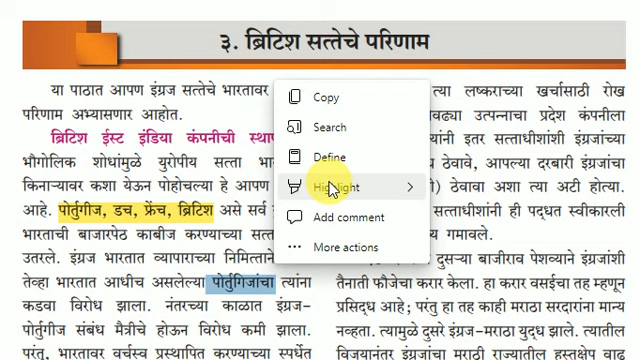 ३. ब्रिटिश सत्तेचे परिणाम
या पाठात आपण इंग्रज सत्तेचे भारतावर
परिणाम अभ्यासणार आहोत.
ब्रिटिश ईस्ट इंडिया कंपनीची
भौगोलिक शोधांमुळे युरोपीय सत्ता
किनाऱ्यावर कशा येऊन पोहोचल्या हे आपण
आहे. पोर्तुगीज, डच, फ्रेंच, ब्रिटिश असे सर्व
भारताची बाजारपेठ काबीज करण्याच्या
उतरले. इंग्रज भारतात व्यापाराच्या निमित्ताने
तेव्हा भारतात आधीच असलेल्या पोर्तुगिजांचा त्यांना
कडवा विरोध झाला. नंतरच्या काळात इंग्रज-
पोर्तुगीज संबंध मैत्रीचे होऊन विरोध कमी झाला.
परंतु भारतावर वर्चस्व प्रस्थापित करण्याच्या स्पर्धेत
Copy
Search
Define
Highlight
Add comment
More actions
त्या लष्कराच्या खर्चासाठी रोख
उत्पन्नाचा प्रदेश कंपनीला
इतर सत्ताधीशांशी इंग्रजांच्या
ठेवावे, आपल्या दरबारी इंग्रजांचा
ठेवावा अशा त्या अटी होत्या.
ही पद्धत स्वीकारली
गमावले.
दुसऱ्या बाजीराव पेशव्याने इंग्रजांशी
तैनाती फौजेचा करार केला. हा करार वसईचा तह म्हणून
प्रसिद्ध आहे; परंतु हा तह काही मराठा सरदारांना मान्य
नव्हता. त्यामुळे दुसरे इंग्रज-मराठा युद्ध झाले. त्यातील
विजयानंतर इंग्रजांचा मराठी राज्यातील हस्तक्षेप वाढू